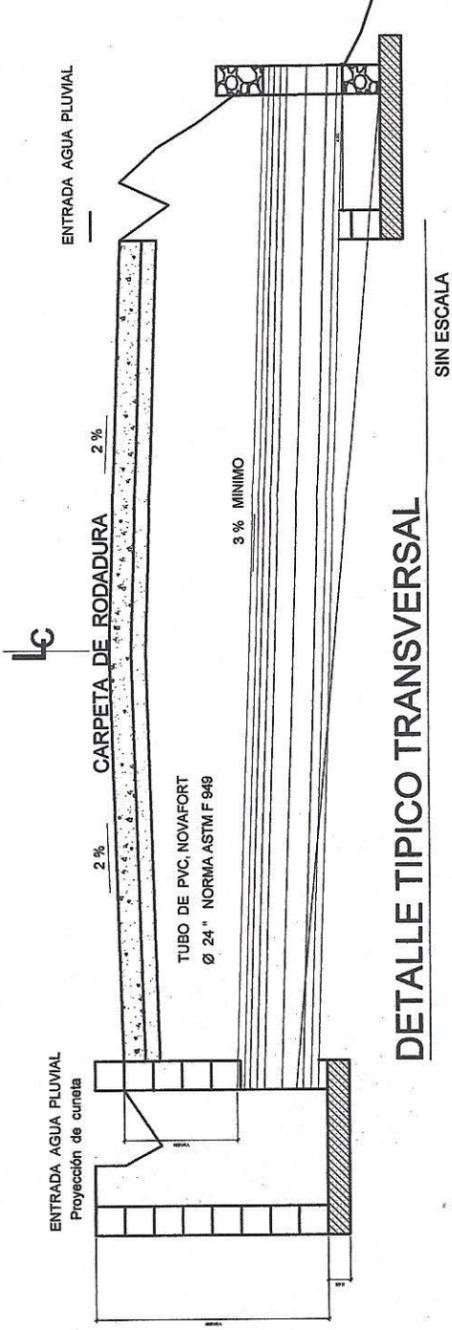 ENTRADA AGUA PLUVIAL
Proyección de cuneta
2 %
CARPETA DE RODADURA
2 %
ENTRADA AGUA PLUVIAL
TUBO DE PVC, NOVAFORT
Ø 24 " NORMA ASTM F 949
3 % MINIMO
DETALLE TIPICO TRANSVERSAL
SIN ESCALA